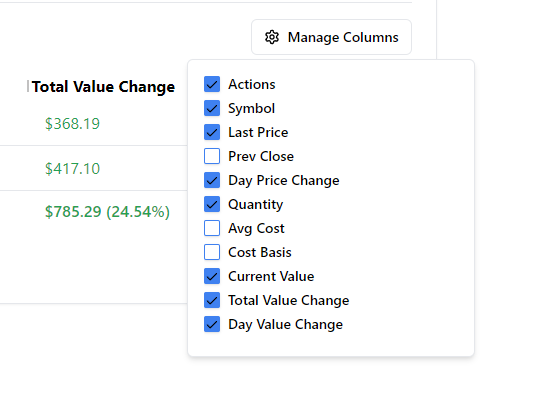 Manage Columns
Total Value Change
$368.19
$417.10
$785.29 (24.54%)
Actions
Symbol
Last Price
Prev Close
Day Price Change
Quantity
Avg Cost
Cost Basis
Current Value
Total Value Change
Day Value Change